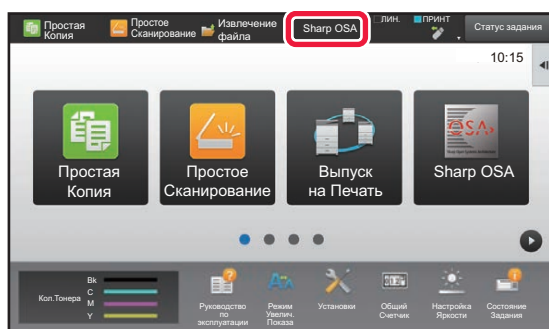 Простая
Копия
Простое
Сканирование
Извлечение
файла
Sharp OSA
ЛИН.
ПРИНТ
Статус задания
10:15
Простая
Копия
Простое
Сканирование
Выпуск
на Печать
OSA
Sharp OSA
Кол.Тонера
Bk
C
M
Y
Руководство
по
эксплуатации
Режим
Увелич.
Показа
Установки
Общий
Счетчик
Настройка
Яркости
Состояние
Задания